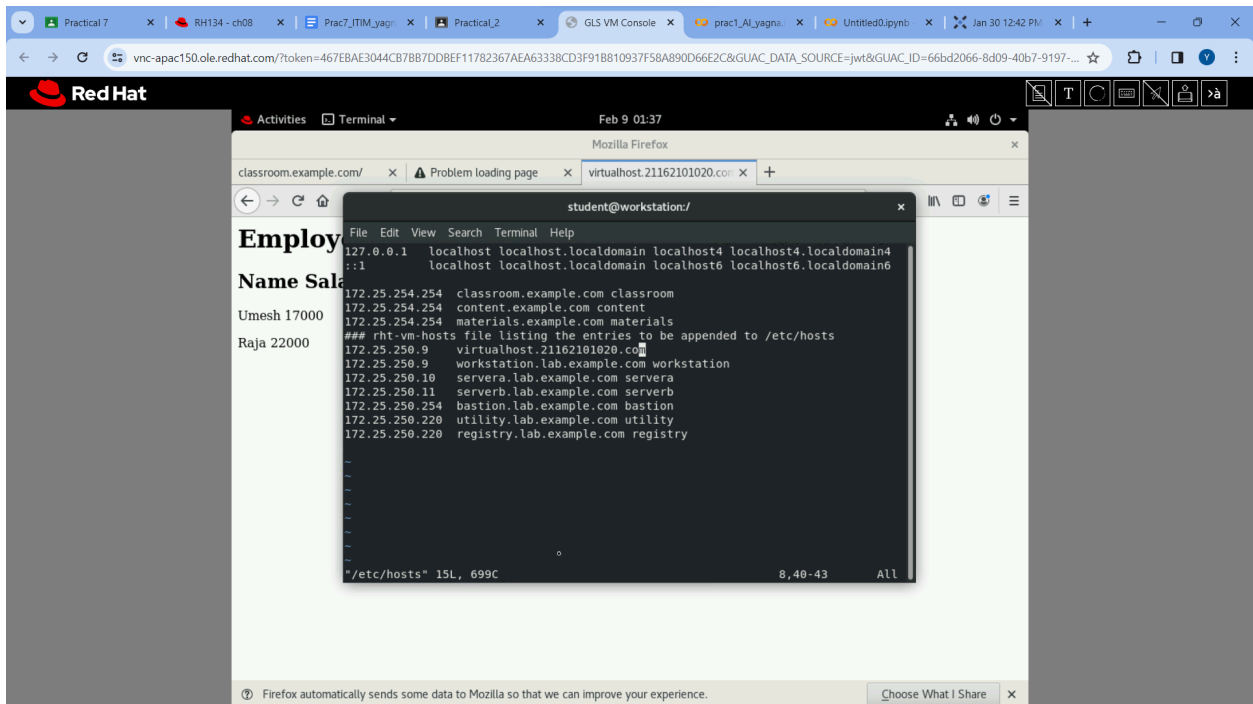 Practical 7
RH134 - ch08
Prac7_ITIM_yagn
Practical_2
GLS VM Console
prac1_AI_yagna.i
Untitled0.ipynb -
Jan 30 12:42 PM
vnc-apac150.ole.redhat.com/?token=467EBAE3044CB7BB7DDBEF11782367AEA63338CD3F91B810937F58A890D66E2C&GUAC_DATA_SOURCE=jwt&GUAC_ID=66bd2066-8d09-40b7-9197-...
Y
Red Hat
T
›à
Activities Terminal Feb 9 01:37
Mozilla Firefox
classroom.example.com/
Problem loading page
virtualhost.21162101020.com
student@workstation:/
File Edit View Search Terminal Help
Employ
Name Sala
Umesh 17000
Raja 22000
127.0.0.1 localhost localhost.localdomain localhost4 localhost4.localdomain4
::1 localhost localhost.localdomain localhost6 localhost6.localdomain6
172.25.254.254 classroom.example.com classroom
172.25.254.254 content.example.com content
172.25.254.254 materials.example.com materials
### rht-vm-hosts file listing the entries to be appended to /etc/hosts
172.25.250.9 virtualhost.21162101020.com
172.25.250.9 workstation.lab.example.com workstation
172.25.250.10 servera.lab.example.com servera
172.25.250.11 serverb.lab.example.com serverb
172.25.250.254 bastion.lab.example.com bastion
172.25.250.220 utility.lab.example.com utility
172.25.250.220 registry.lab.example.com registry
~
~
~
~
~
~
~
~
"/etc/hosts" 15L, 699C 8,40-43 All
Firefox automatically sends some data to Mozilla so that we can improve your experience.
Choose What I Share